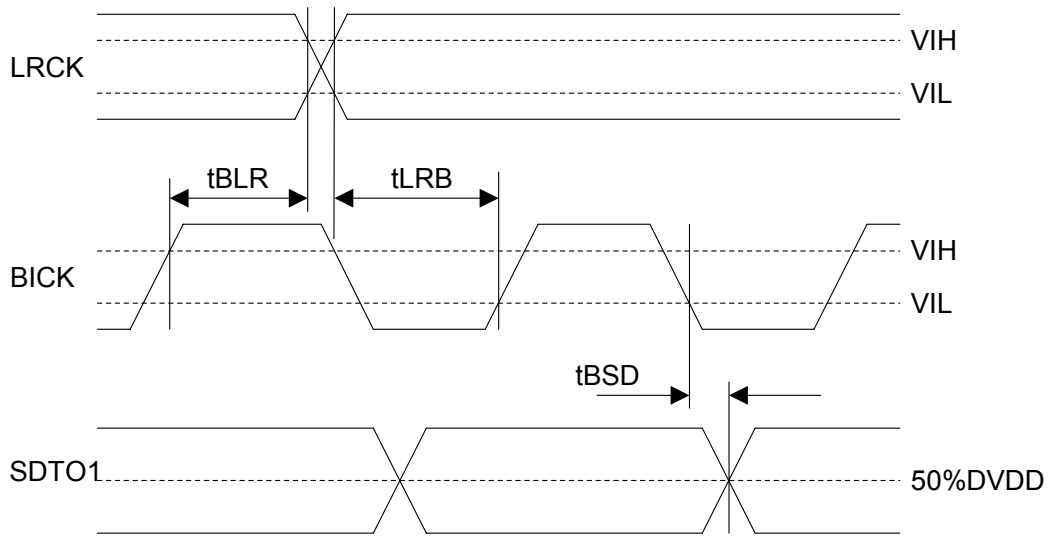 LRCK
VIH
VIL
tBLR
tLRB
BICK
VIH
VIL
tBSD
SDTO1
50%DVDD